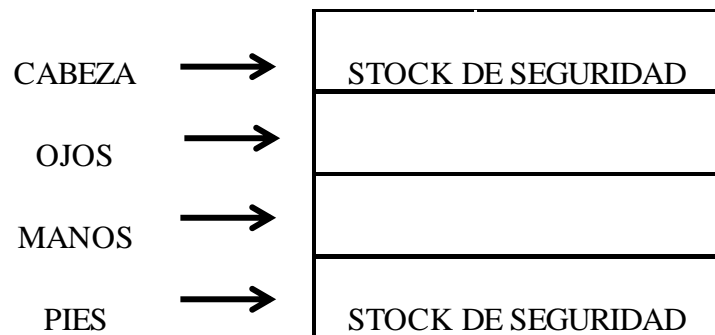 CABEZA STOCK DE SEGURIDAD
OJOS
MANOS
PIES STOCK DE SEGURIDAD